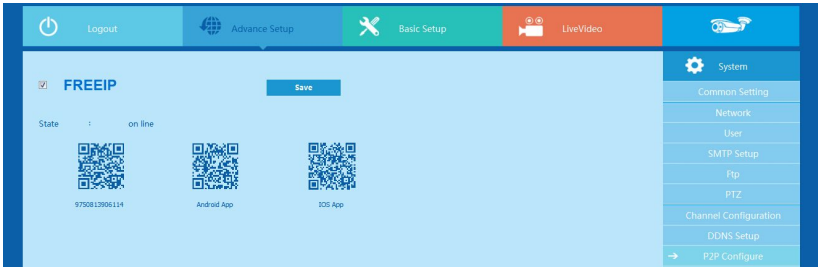 Logout
Advance Setup
Basic Setup
LiveVideo
System
FREEIP
Save
Common Setting
Network
State : on line
User
SMTP Setup
Ftp
PTZ
9750813906114
Android App
IOS App
Channel Configuration
DDNS Setup
P2P Configure